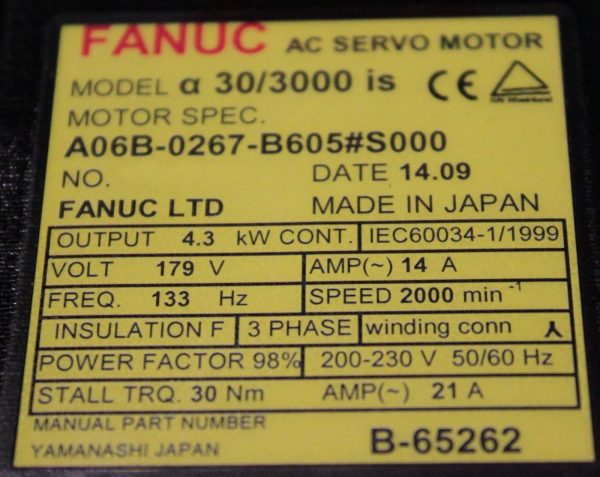 FANUC AC SERVO MOTOR
MODEL α 30/3000 is CE
MOTOR SPEC.
A06B-0267-B605#S000
NO. DATE 14.09
FANUC LTD MADE IN JAPAN
OUTPUT 4.3 kW CONT. IEC60034-1/1999
VOLT 179 V AMP(~) 14 A
FREQ. 133 Hz SPEED 2000 min⁻¹
INSULATION F 3 PHASE winding conn
POWER FACTOR 98% 200-230 V 50/60 Hz
STALL TRQ. 30 Nm AMP(~) 21 A
MANUAL PART NUMBER
YAMANASHI JAPAN B-65262